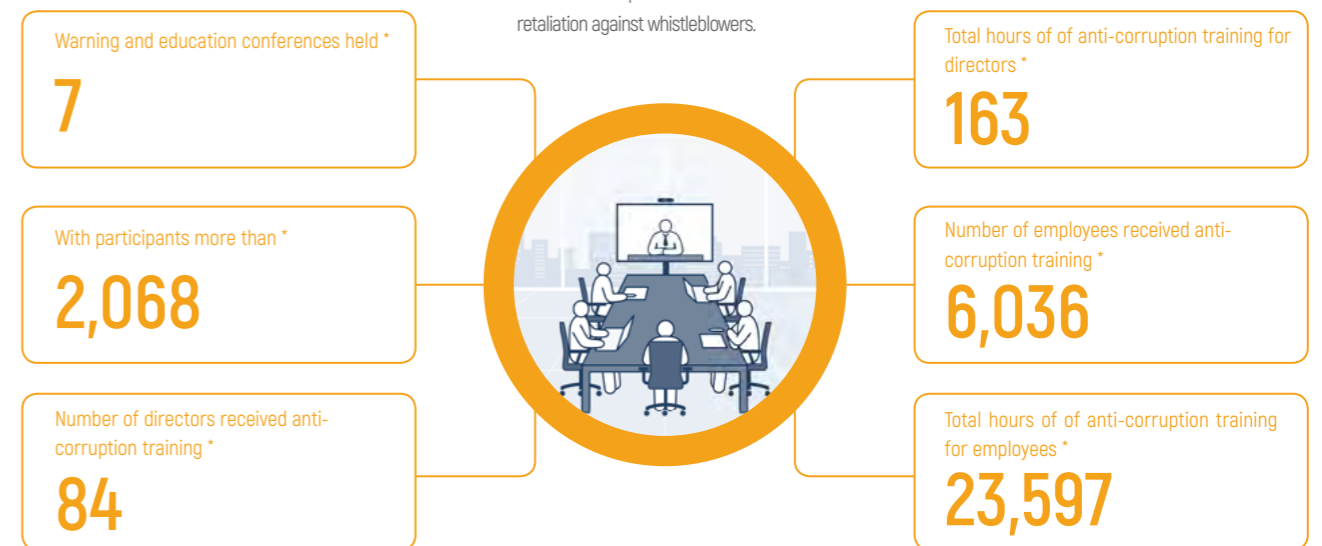 retaliation against whistleblowers.
Warning and education conferences held *
7
With participants more than *
2,068
Number of directors received anti-
corruption training *
84
Total hours of of anti-corruption training for
directors *
163
Number of employees received anti-
corruption training *
6,036
Total hours of of anti-corruption training
for employees *
23,597